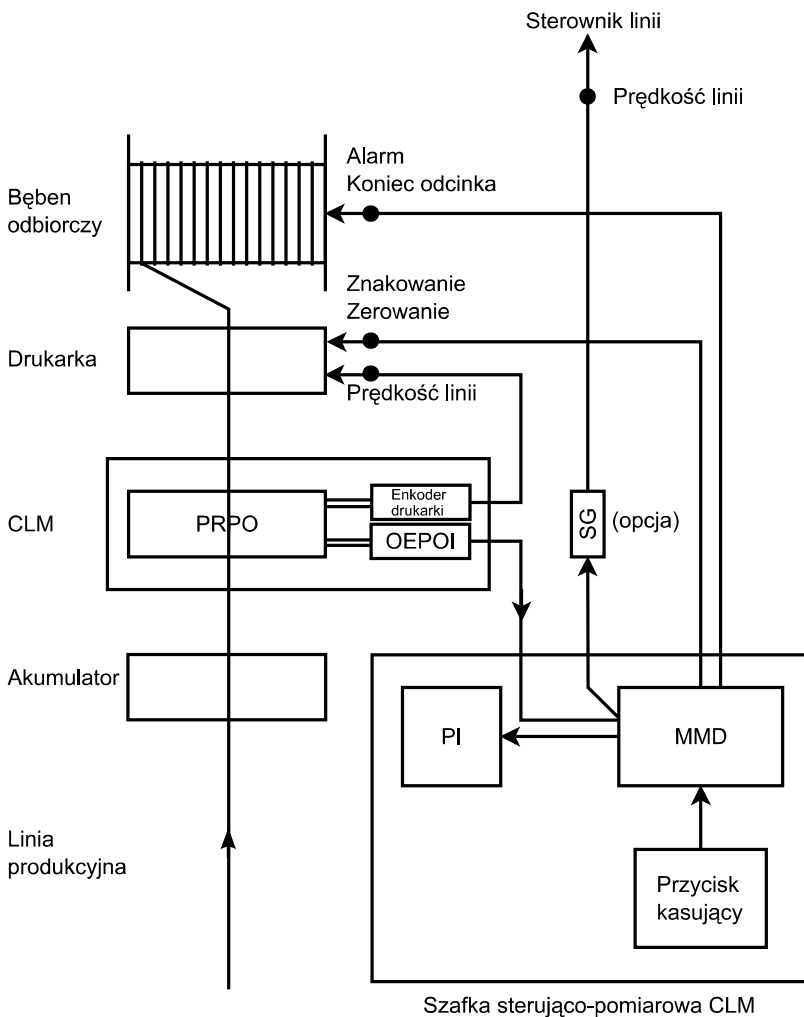 Sterownik linii
Prędkość linii
Alarm
Koniec odcinka
Bęben
odbiorczy
Znakowanie
Zerowanie
Drukarka
Prędkość linii
CLM
PRPO
Enkoder
drukarki
OEPOI
SG
(opcja)
Akumulator
PI
MMD
Linia
produkcyjna
Przycisk
kasujący
Szafka sterująco-pomiarowa CLM